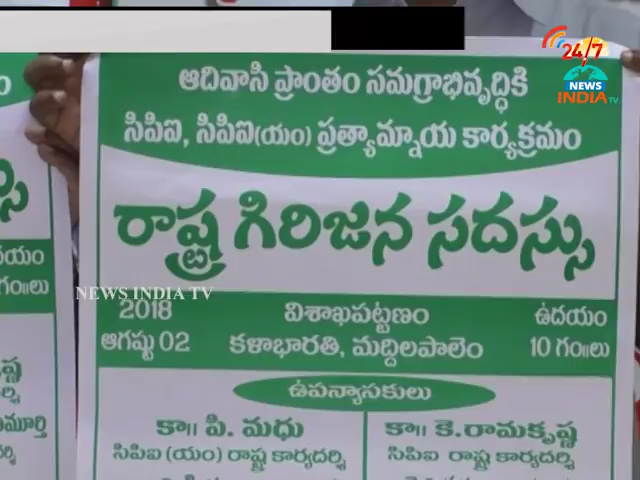 24/7
NEWS
INDIA TV
ఆదివాసి ప్రాంతం సమగ్రాభివృద్ధికి
సిపిఐ, సిపిఐ(యం) ప్రత్యామ్నాయ కార్యక్రమం
రాష్ట్ర గిరిజన సదస్సు
NEWS INDIA TV
2018 విశాఖపట్టణం ఉదయం
ఆగష్టు 02 కళాభారతి, మద్దిలపాలెం 10 గం॥లు
ఉపన్యాసకులు
కా॥ పి. మధు
సిపిఐ (యం) రాష్ట్ర కార్యదర్శి
కా॥ కె.రామకృష్ణ
సిపిఐ రాష్ట్ర కార్యదర్శి